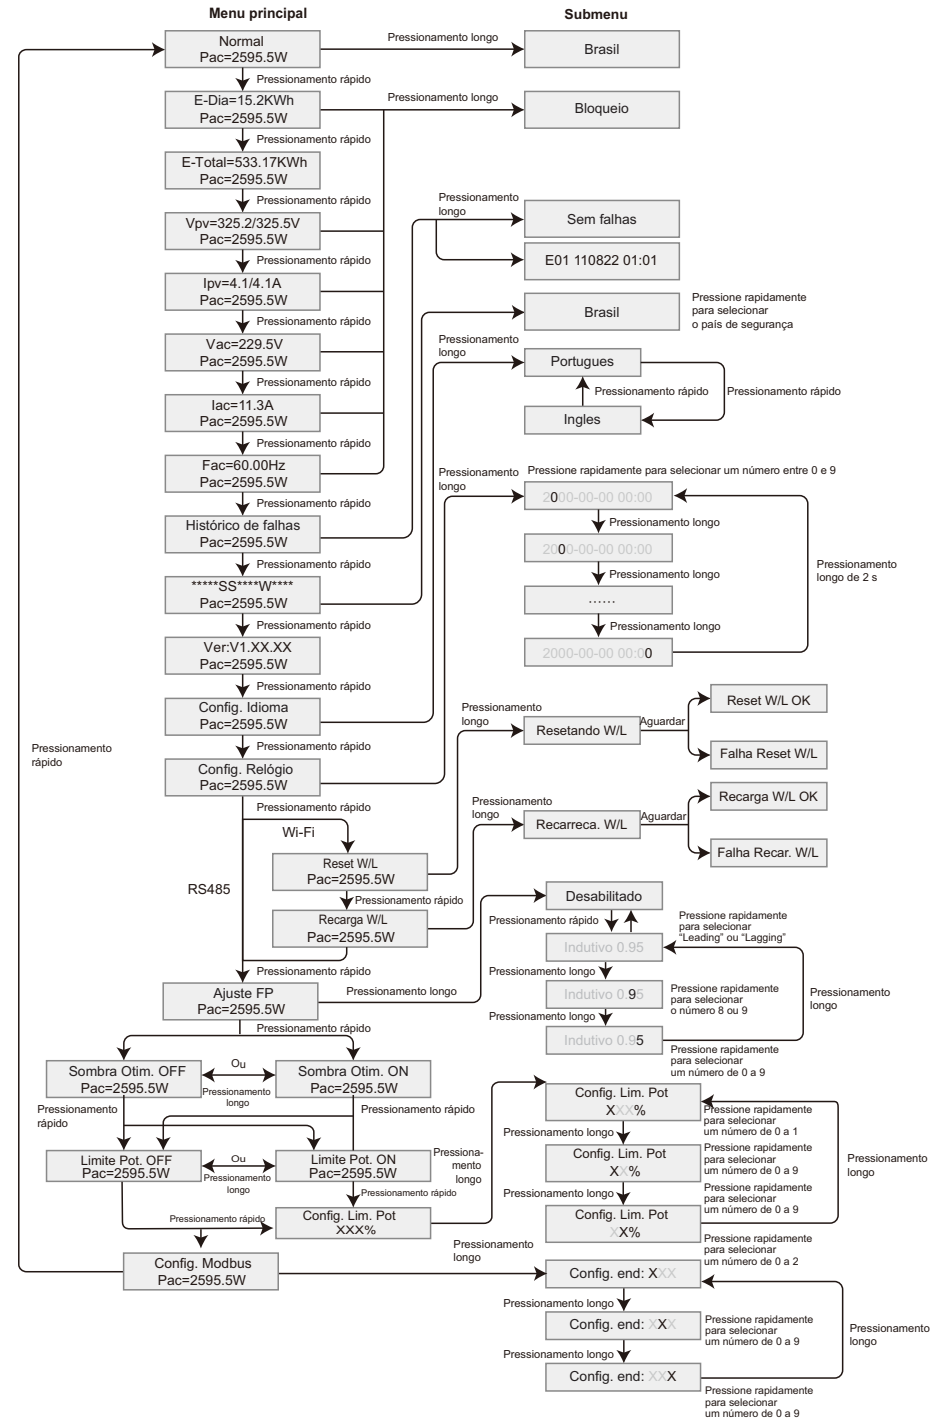 Menu principal
Submenu
Normal
Pac=2595.5W
Pressionamento longo
Brasil
Pressionamento rápido
E-Dia=15.2KWh
Pac=2595.5W
Pressionamento longo
Bloqueio
Pressionamento rápido
E-Total=533.17KWh
Pac=2595.5W
Pressionamento rápido
Vpv=325.2/325.5V
Pac=2595.5W
Pressionamento
longo
Sem falhas
E01 110822 01:01
Pressionamento rápido
Ipv=4.1/4.1A
Pac=2595.5W
Brasil
Pressione rapidamente
para selecionar
o país de segurança
Pressionamento rápido
Vac=229.5V
Pac=2595.5W
Pressionamento
longo
Portugues
Pressionamento rápido
Pressionamento rápido
Ingles
Pressionamento rápido
Iac=11.3A
Pac=2595.5W
Pressionamento rápido
Fac=60.00Hz
Pac=2595.5W
Pressionamento
longo
Pressione rapidamente para selecionar um número entre 0 e 9
2000-00-00 00:00
Pressionamento longo
2000-00-00 00:00
Pressionamento longo
......
Pressionamento longo
2000-00-00 00:00
Pressionamento
longo de 2 s
Pressionamento rápido
Histórico de falhas
Pac=2595.5W
Pressionamento rápido
*****SS****W****
Pac=2595.5W
Pressionamento rápido
Ver:V1.XX.XX
Pac=2595.5W
Pressionamento rápido
Config. Idioma
Pac=2595.5W
Pressionamento rápido
Config. Relógio
Pac=2595.5W
Pressionamento
longo
Resetando W/L
Aguardar
Reset W/L OK
Falha Reset W/L
Pressionamento
rápido
Pressionamento rápido
Wi-Fi
RS485
Reset W/L
Pac=2595.5W
Pressionamento rápido
Recarga W/L
Pac=2595.5W
Pressionamento
longo
Recarreca. W/L
Aguardar
Recarga W/L OK
Falha Recar. W/L
Pressionamento rápido
Ajuste FP
Pac=2595.5W
Pressionamento longo
Desabilitado
Pressionamento rápido
Pressione rapidamente
para selecionar
“Leading” ou “Lagging”
Indutivo 0.95
Pressionamento longo
Indutivo 0.95
Pressione rapidamente
para selecionar
o número 8 ou 9
Pressionamento longo
Indutivo 0.95
Pressione rapidamente
para selecionar
um número de 0 a 9
Pressionamento
longo
Pressionamento rápido
Sombra Otim. OFF
Pac=2595.5W
Ou
Pressionamento
longo
Sombra Otim. ON
Pac=2595.5W
Pressionamento
rápido
Pressionamento rápido
Limite Pot. OFF
Pac=2595.5W
Ou
Pressionamento
longo
Limite Pot. ON
Pac=2595.5W
Pressiona-
mento
longo
Pressionamento rápido
Pressionamento rápido
Config. Lim. Pot
XXX%
Config. Lim. Pot
XXX%
Pressione rapidamente
para selecionar
um número de 0 a 1
Pressionamento longo
Config. Lim. Pot
XX%
Pressione rapidamente
para selecionar
um número de 0 a 9
Pressionamento longo
Pressione rapidamente
para selecionar
um número de 0 a 9
Config. Lim. Pot
XX%
Pressionamento
longo
Pressione rapidamente
para selecionar
um número de 0 a 2
Config. Modbus
Pac=2595.5W
Pressionamento
longo
Config. end: XXX
Pressionamento longo
Config. end: XXX
Pressione rapidamente
para selecionar
um número de 0 a 9
Pressionamento longo
Config. end: XXX
Pressione rapidamente
para selecionar
um número de 0 a 9
Pressionamento
longo